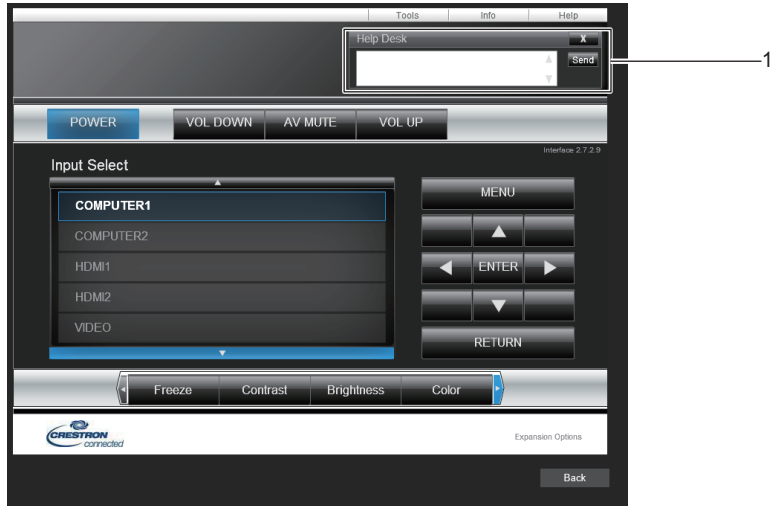 Tools Info Help
Help Desk X
Send
1
POWER VOL DOWN AV MUTE VOL UP
Interface 2.7.2.9
Input Select
COMPUTER1
COMPUTER2
HDMI1
HDMI2
VIDEO
MENU
ENTER
RETURN
Freeze Contrast Brightness Color
CRESTRON
connected
Expansion Options
Back